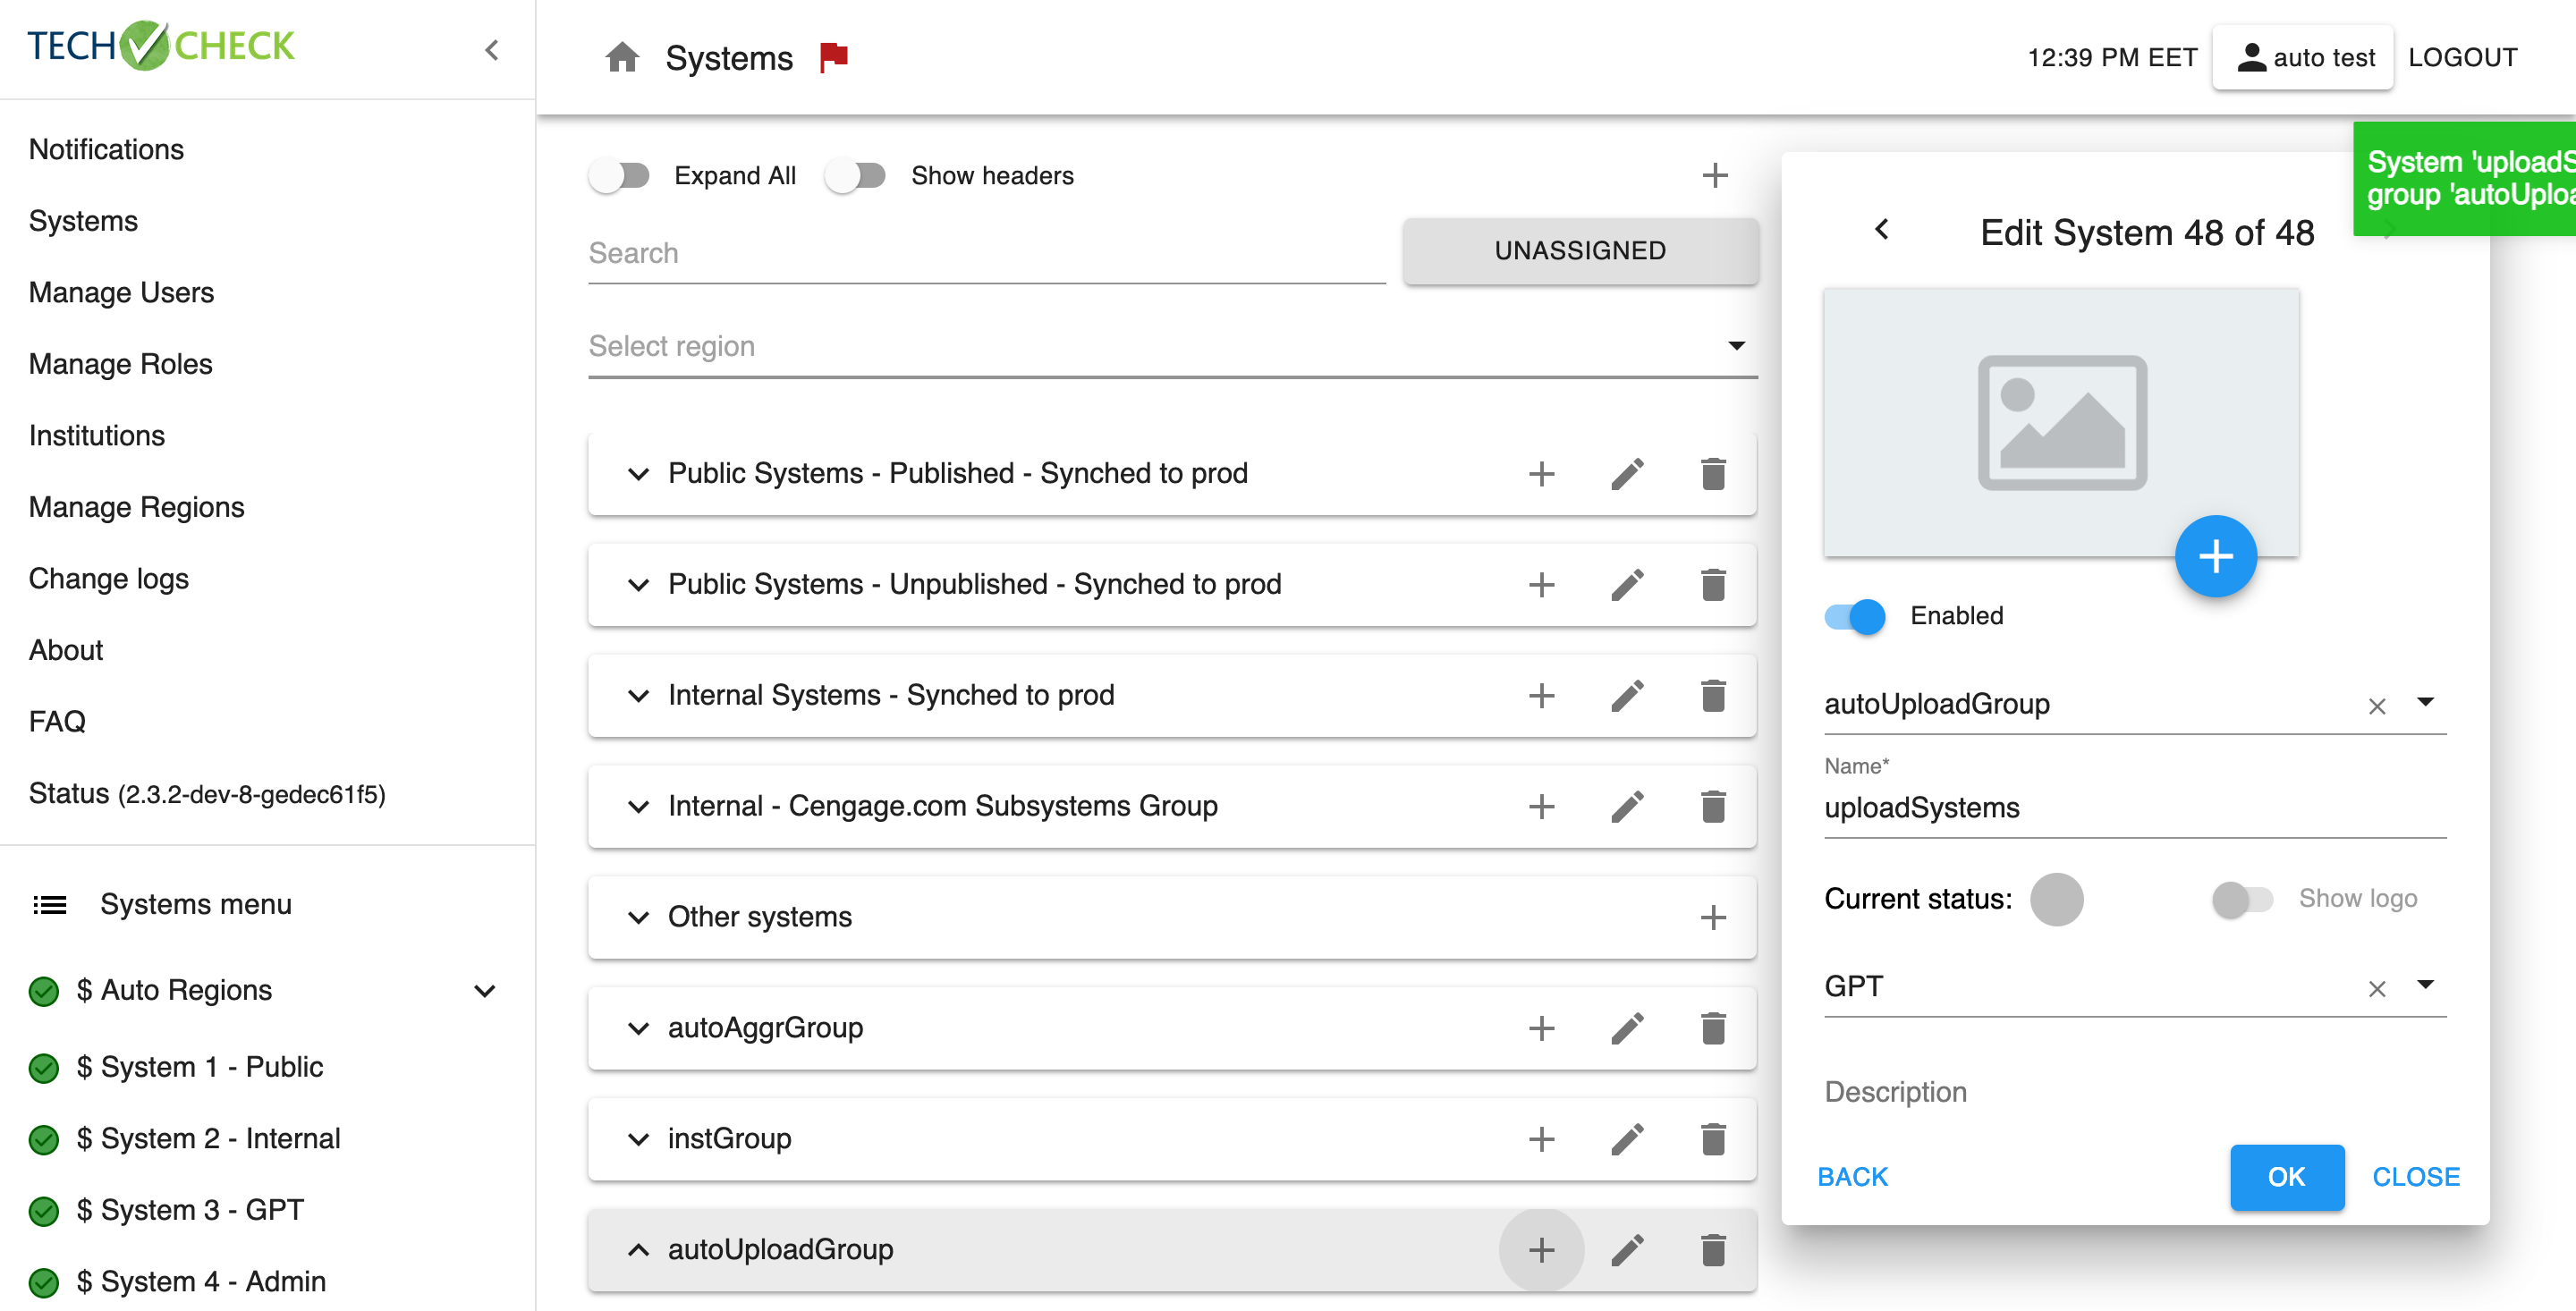 TECH CHECK
Notifications
Systems
Manage Users
Manage Roles
Institutions
Manage Regions
Change logs
About
FAQ
Status (2.3.2-dev-8-gedec61f5)
Systems menu
$ Auto Regions
$ System 1 - Public
$ System 2 - Internal
$ System 3 - GPT
$ System 4 - Admin
Systems
12:39 PM EET
auto test
LOGOUT
Expand All
Show headers
Search
UNASSIGNED
Select region
Public Systems - Published - Synched to prod
Public Systems - Unpublished - Synched to prod
Internal Systems - Synched to prod
Internal - Cengage.com Subsystems Group
Other systems
autoAggrGroup
instGroup
autoUploadGroup
System 'uploadS
group 'autoUploa
Edit System 48 of 48
Enabled
autoUploadGroup
Name*
uploadSystems
Current status:
Show logo
GPT
Description
BACK
OK
CLOSE